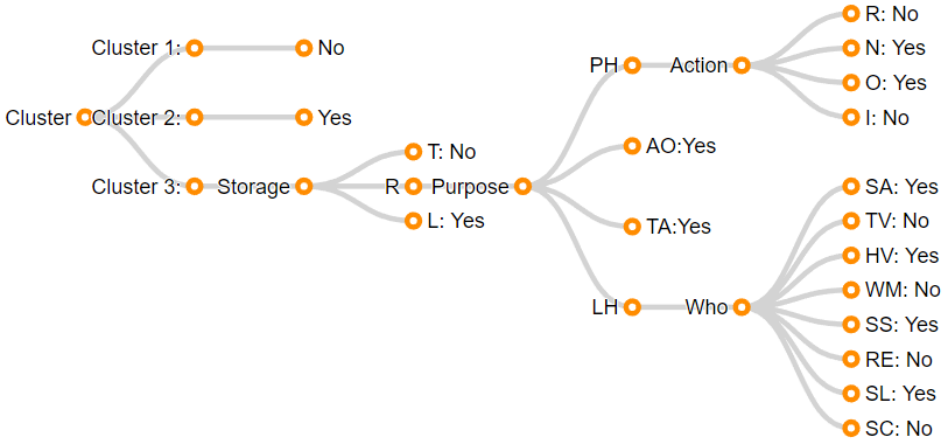 Cluster
Cluster 1:
No
Cluster 2:
Yes
Cluster 3:
Storage
T: No
R
Purpose
L: Yes
PH
Action
R: No
N: Yes
O: Yes
I: No
AO:Yes
TA:Yes
LH
Who
SA: Yes
TV: No
HV: Yes
WM: No
SS: Yes
RE: No
SL: Yes
SC: No